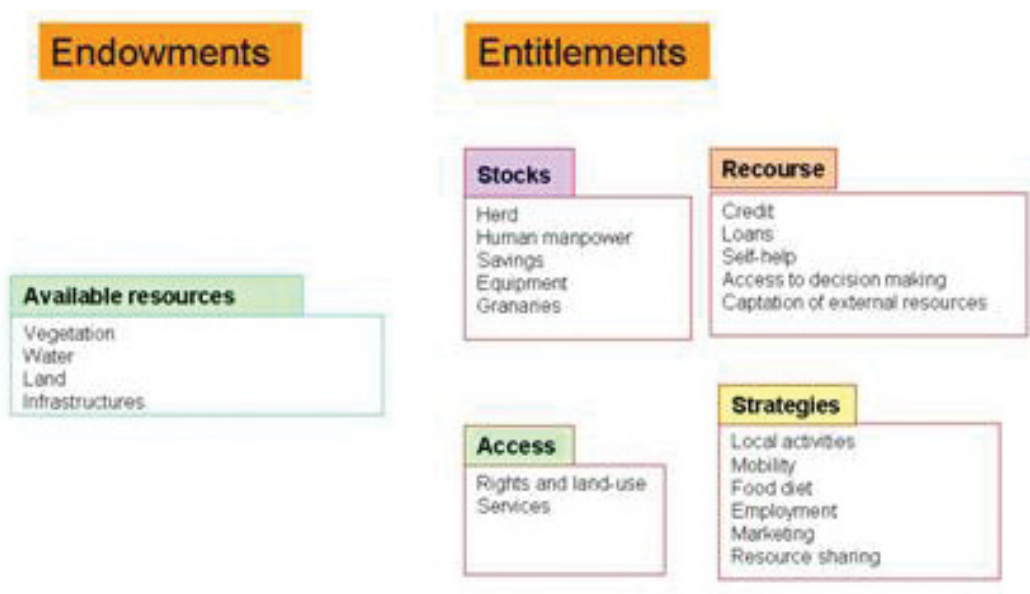 Endowments
Entitlements
Available resources
Vegetation
Water
Land
Infrastructures
Stocks
Herd
Human manpower
Savings
Equipment
Granaries
Recourse
Credit
Loans
Self-help
Access to decision making
Captation of external resources
Access
Rights and land-use
Services
Strategies
Local activities
Mobility
Food diet
Employment
Marketing
Resource sharing